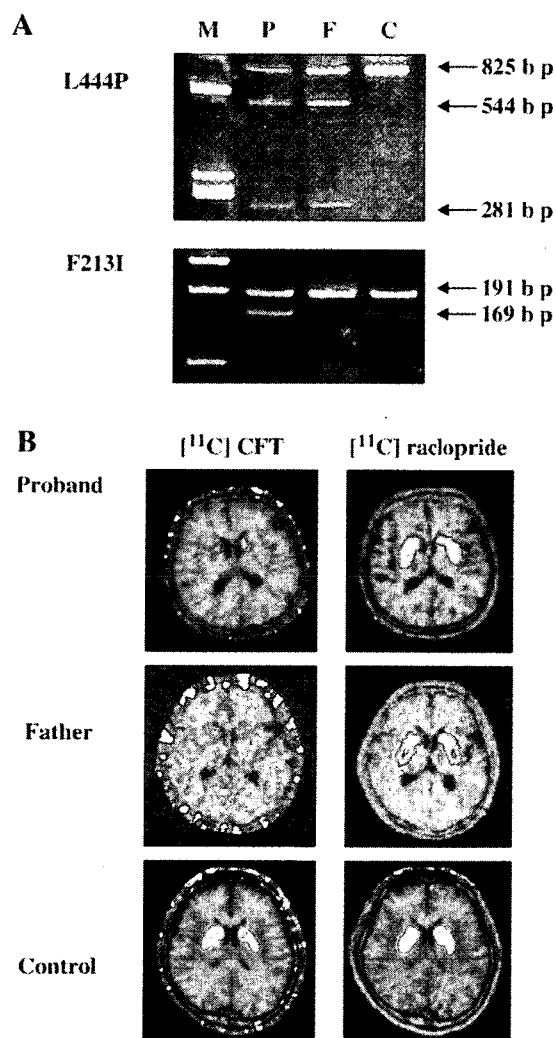 A
M P F C
L444P
825 b p
544 b p
281 b p
F213I
191 b p
169 b p
B
[¹¹C] CFT [¹¹C] raclopride
Proband
Father
Control